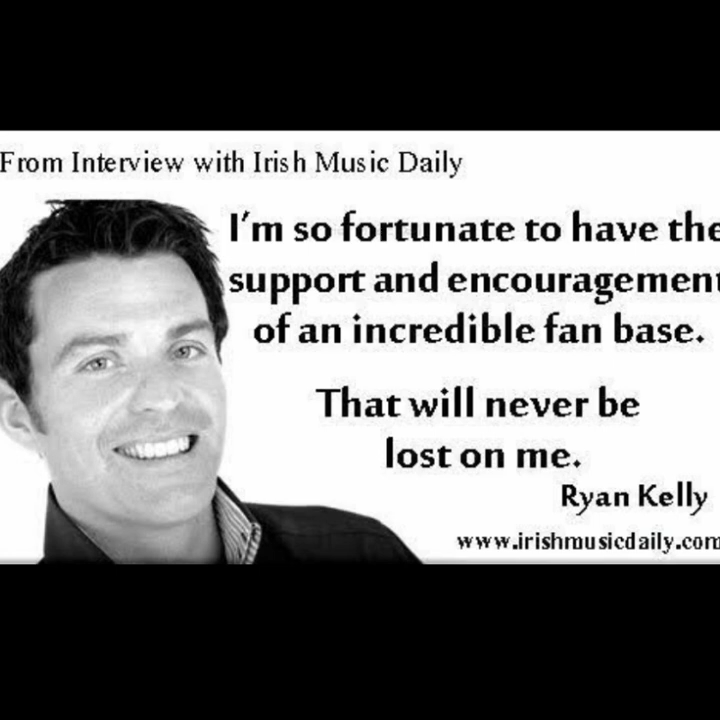 From Interview with Irish Music Daily
I'm so fortunate to have the
support and encouragement
of an incredible fan base.
That will never be
lost on me.
Ryan Kelly
www.irishmusicdaily.com